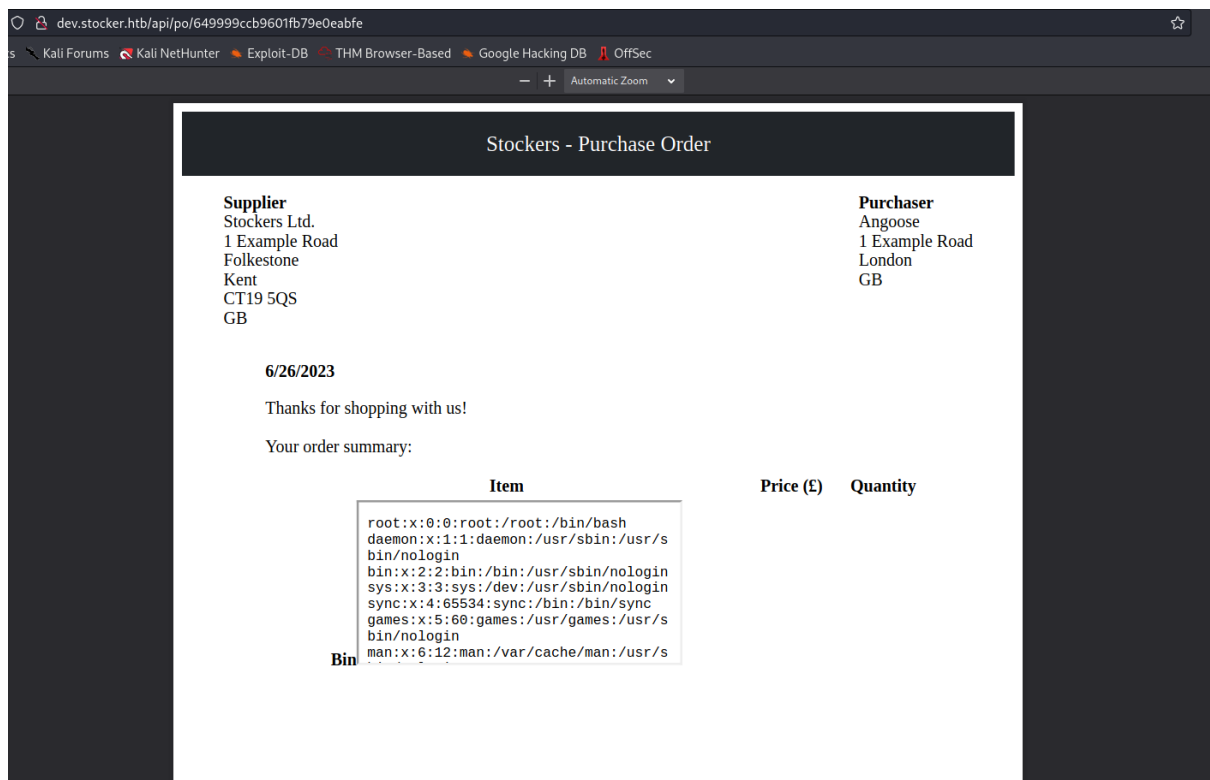 dev.stocker.htb/api/po/649999ccb9601fb79e0eabfe
Kali Forums Kali NetHunter Exploit-DB THM Browser-Based Google Hacking DB OffSec
− + Automatic Zoom
Stockers - Purchase Order
Supplier
Stockers Ltd.
1 Example Road
Folkestone
Kent
CT19 5QS
GB
Purchaser
Angoose
1 Example Road
London
GB
6/26/2023
Thanks for shopping with us!
Your order summary:
Item Price (£) Quantity
root:x:0:0:root:/root:/bin/bash
daemon:x:1:1:daemon:/usr/sbin:/usr/s
bin/nologin
bin:x:2:2:bin:/bin:/usr/sbin/nologin
sys:x:3:3:sys:/dev:/usr/sbin/nologin
sync:x:4:65534:sync:/bin:/bin/sync
games:x:5:60:games:/usr/games:/usr/s
bin/nologin
man:x:6:12:man:/var/cache/man:/usr/s
Bin